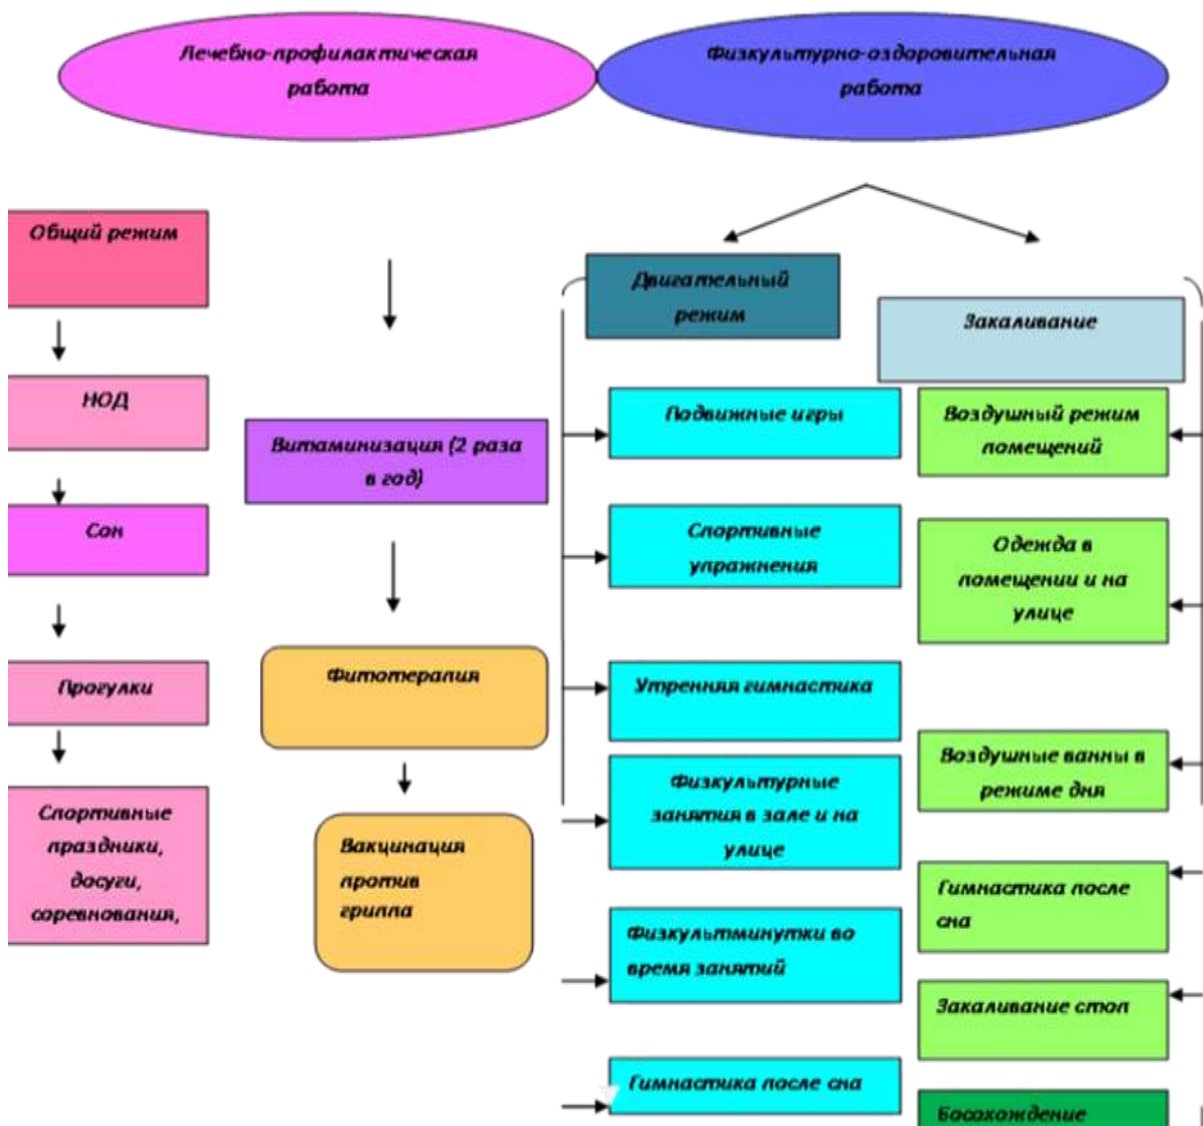 Лечебно-профилактическая
работа
Физкультурно-оздоровительная
работа
Общий режим
НОД
Сон
Прогулки
Спортивные
праздники,
досуги,
соревнования,
Витаминизация (2 раза
в год)
Фитотерапия
Вакцинация
против
гриппа
Двигательный
режим
Подвижные игры
Спортивные
упражнения
Утренняя гимнастика
Физкультурные
занятия в зале и на
улице
Физкультминутки во
время занятий
Гимнастика после сна
Закаливание
Воздушный режим
помещений
Одежда в
помещении и на
улице
Воздушные ванны в
режиме дня
Гимнастика после
сна
Закаливание стоп
Босохождение